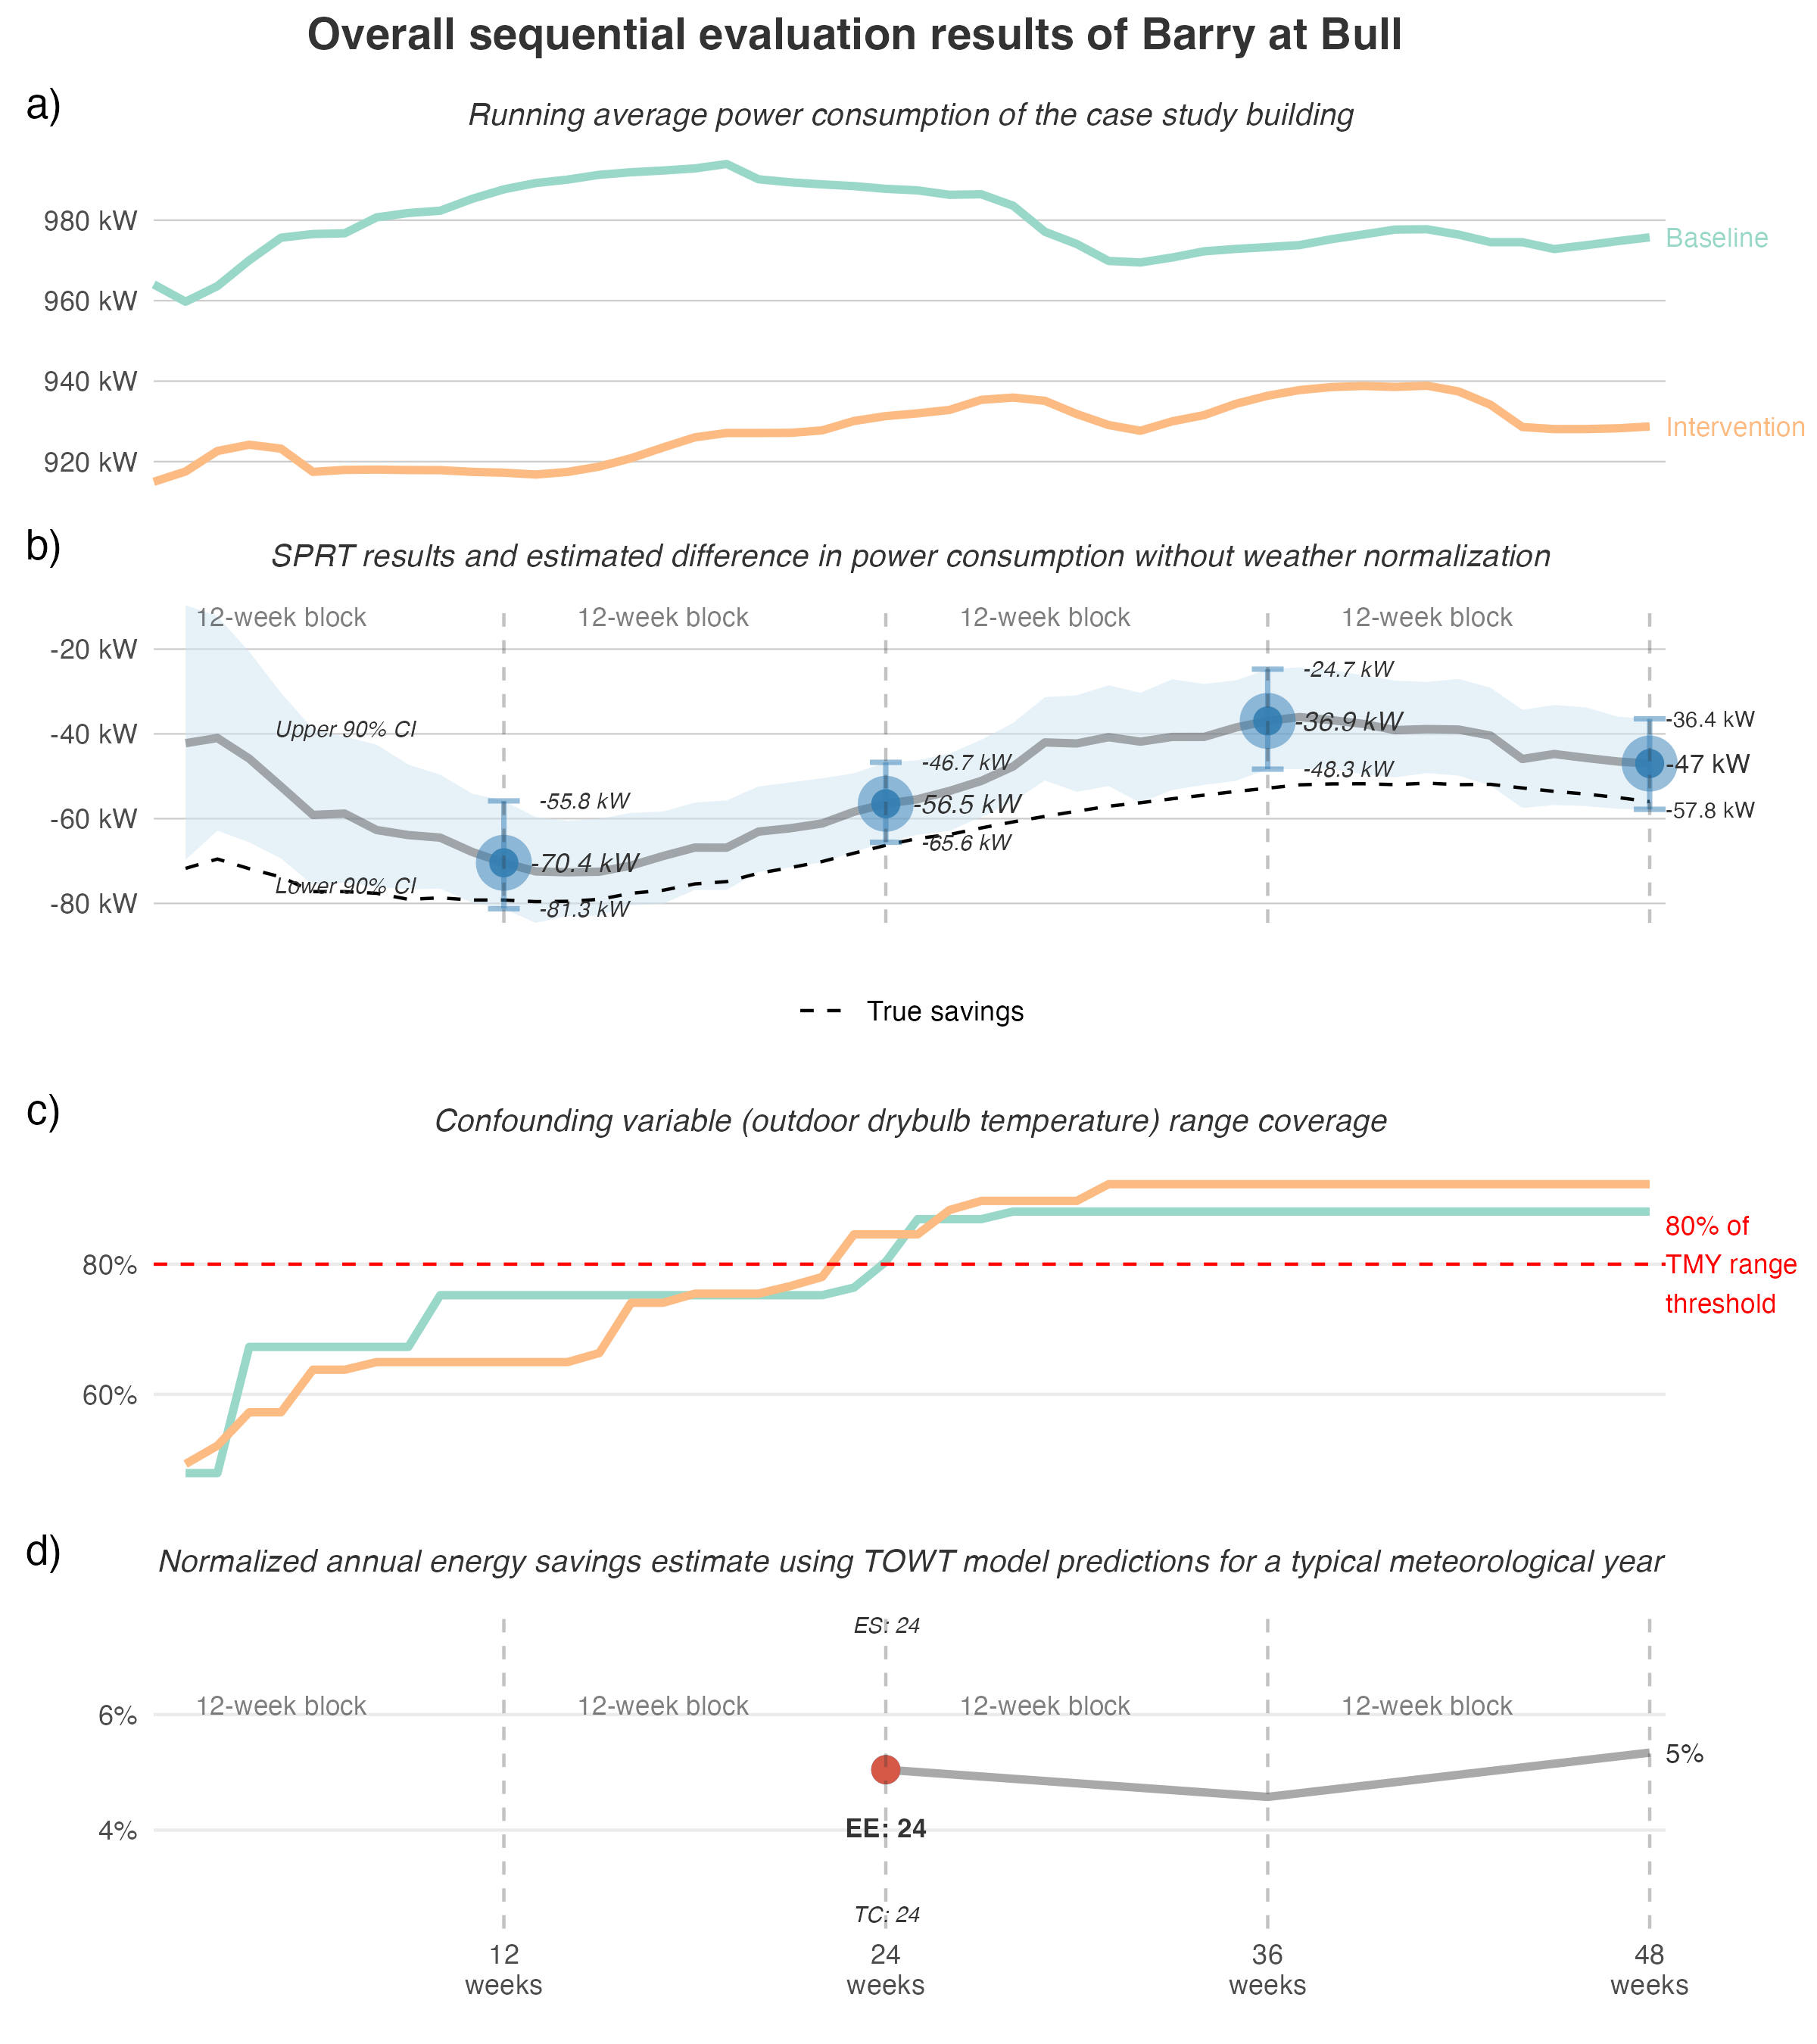 Overall sequential evaluation results of Barry at Bull
a)
Running average power consumption of the case study building
980 kW
960 kW
940 kW
920 kW
Baseline
Intervention
b)
SPRT results and estimated difference in power consumption without weather normalization
12-week block
12-week block
12-week block
12-week block
-20 kW
-40 kW
-60 kW
-80 kW
Upper 90% CI
Lower 90% CI
-55.8 kW
-70.4 kW
-81.3 kW
-46.7 kW
-56.5 kW
-65.6 kW
-24.7 kW
-36.9 kW
-48.3 kW
-36.4 kW
-47 kW
-57.8 kW
True savings
c)
Confounding variable (outdoor drybulb temperature) range coverage
80%
60%
80% of
TMY range
threshold
d)
Normalized annual energy savings estimate using TOWT model predictions for a typical meteorological year
ES: 24
12-week block
12-week block
12-week block
12-week block
6%
4%
5%
EE: 24
TC: 24
12
weeks
24
weeks
36
weeks
48
weeks